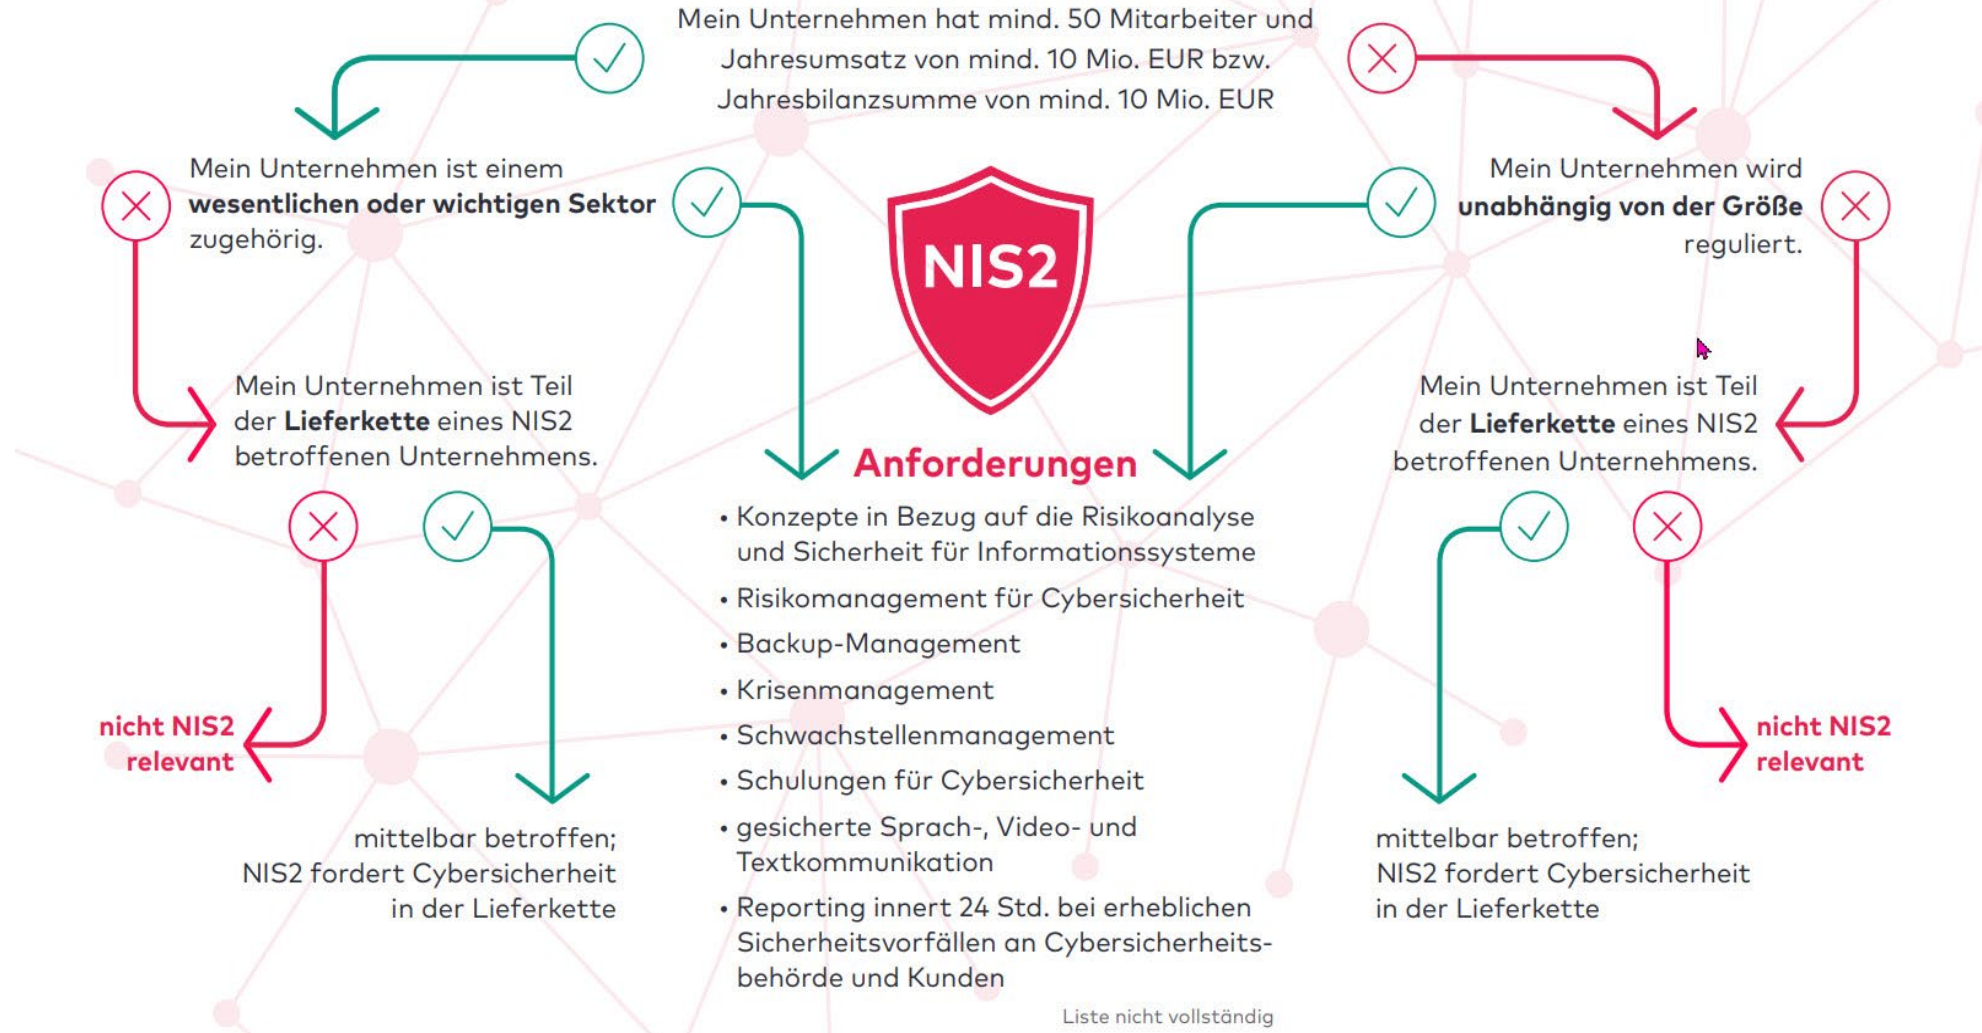 Mein Unternehmen hat mind. 50 Mitarbeiter und
Jahresumsatz von mind. 10 Mio. EUR bzw.
Jahresbilanzsumme von mind. 10 Mio. EUR
Mein Unternehmen ist einem
wesentlichen oder wichtigen Sektor
zugehörig.
Mein Unternehmen wird
unabhängig von der Größe
reguliert.
NIS2
Mein Unternehmen ist Teil
der Lieferkette eines NIS2
betroffenen Unternehmens.
Mein Unternehmen ist Teil
der Lieferkette eines NIS2
betroffenen Unternehmens.
Anforderungen
• Konzepte in Bezug auf die Risikoanalyse
und Sicherheit für Informationssysteme
• Risikomanagement für Cybersicherheit
• Backup-Management
• Krisenmanagement
• Schwachstellenmanagement
• Schulungen für Cybersicherheit
• gesicherte Sprach-, Video- und
Textkommunikation
• Reporting innert 24 Std. bei erheblichen
Sicherheitsvorfällen an Cybersicherheits-
behörde und Kunden
Liste nicht vollständig
nicht NIS2
relevant
mittelbar betroffen;
NIS2 fordert Cybersicherheit
in der Lieferkette
mittelbar betroffen;
NIS2 fordert Cybersicherheit
in der Lieferkette
nicht NIS2
relevant